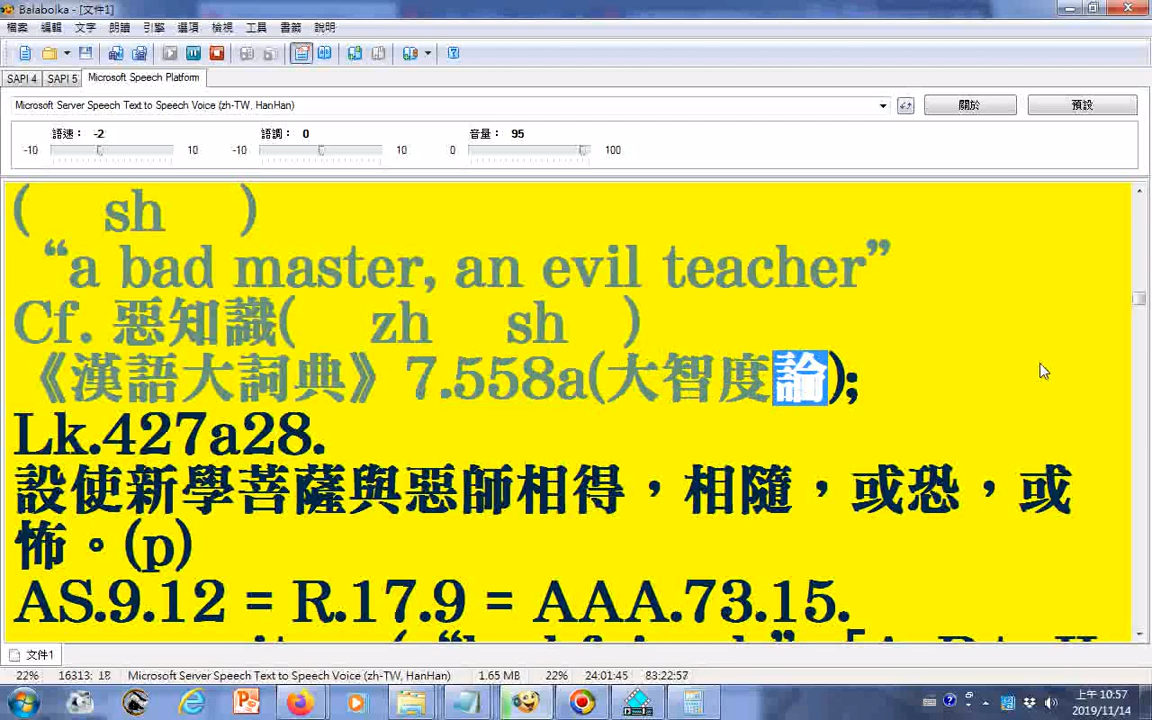 Balabolka - [文件1]
檔案 編輯 文字 朗讀 引擎 選項 檢視 工具 書籤 說明
SAPI 4 SAPI 5 Microsoft Speech Platform
Microsoft Server Speech Text to Speech Voice (zh-TW, HanHan) 關於 預設
語速： -2 語調： 0 音量： 95
-10 10 -10 10 0 100
( sh )
“a bad master, an evil teacher”
Cf. 惡知識( zh sh )
《漢語大詞典》 7.558a(大智度論);
Lk.427a28.
設使新學菩薩與惡師相得，相隨，或恐，或
怖。(p)
AS.9.12 = R.17.9 = AAA.73.15.
文件1
22% 16313: 18 Microsoft Server Speech Text to Speech Voice (zh-TW, HanHan) 1.65 MB 22% 24:01:45 83:22:57
上午 10:57
2019/11/14